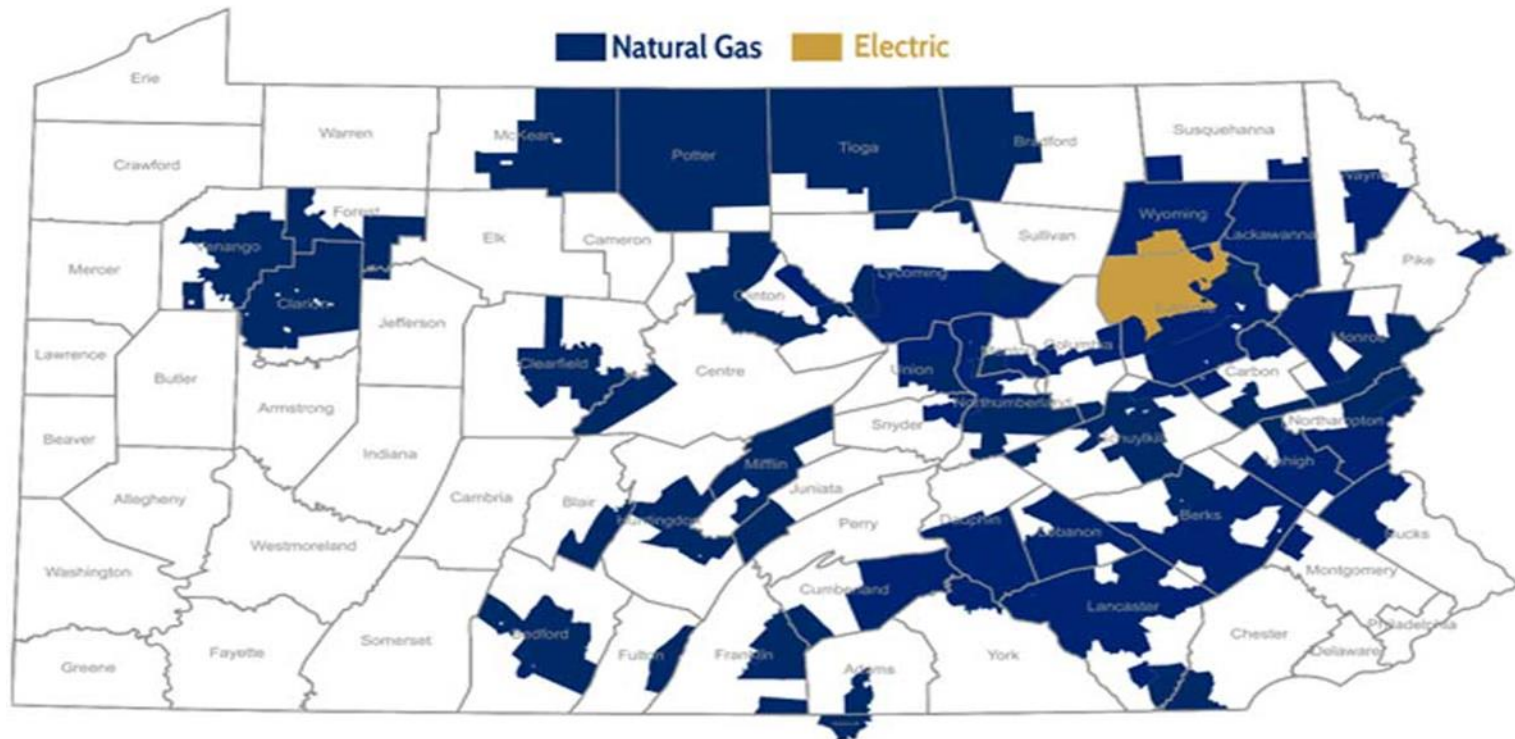 Natural Gas Electric
Erie
Warren
McKean
Potter
Tioga
Bradford
Susquehanna
Crawford
Wayne
Forest
Wyoming
Venango
Elk
Cameron
Sullivan
Lackawanna
Mercer
Pike
Lycoming
Clarion
Clinton
Jefferson
Lawrence
Clearfield
Centre
Union
Columbia
Monroe
Butler
Carbon
Armstrong
Northumberland
Beaver
Snyder
Northampton
Schuylkill
Indiana
Mifflin
Lehigh
Allegheny
Cambria
Blair
Juniata
Huntingdon
Perry
Dauphin
Berks
Lebanon
Bucks
Westmoreland
Washington
Montgomery
Cumberland
Lancaster
Philadelphia
Bedford
Chester
Somerset
Fulton
Franklin
York
Delaware
Fayette
Greene
Adams